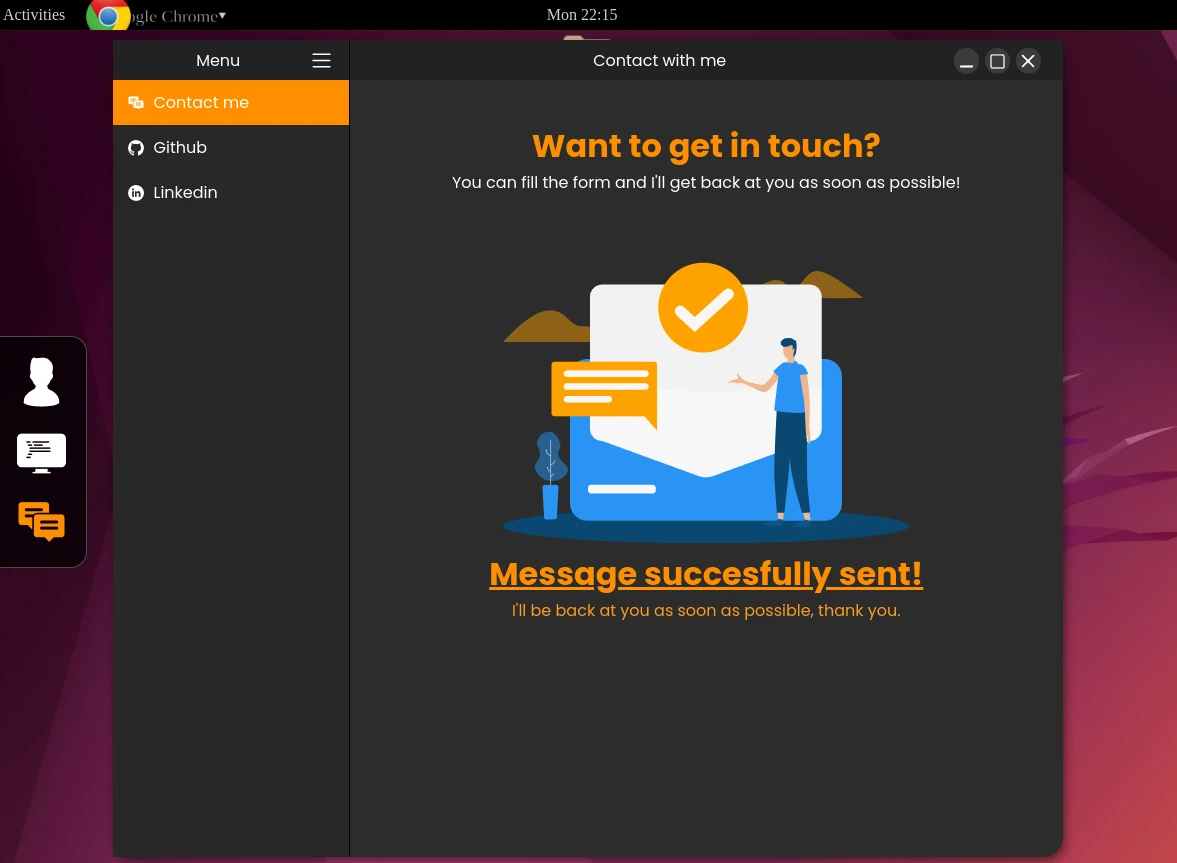 Activities
ogle Chrome▾
Mon 22:15
Menu
Contact with me
Contact me
Github
Linkedin
Want to get in touch?
You can fill the form and I'll get back at you as soon as possible!
Message succesfully sent!
I'll be back at you as soon as possible, thank you.